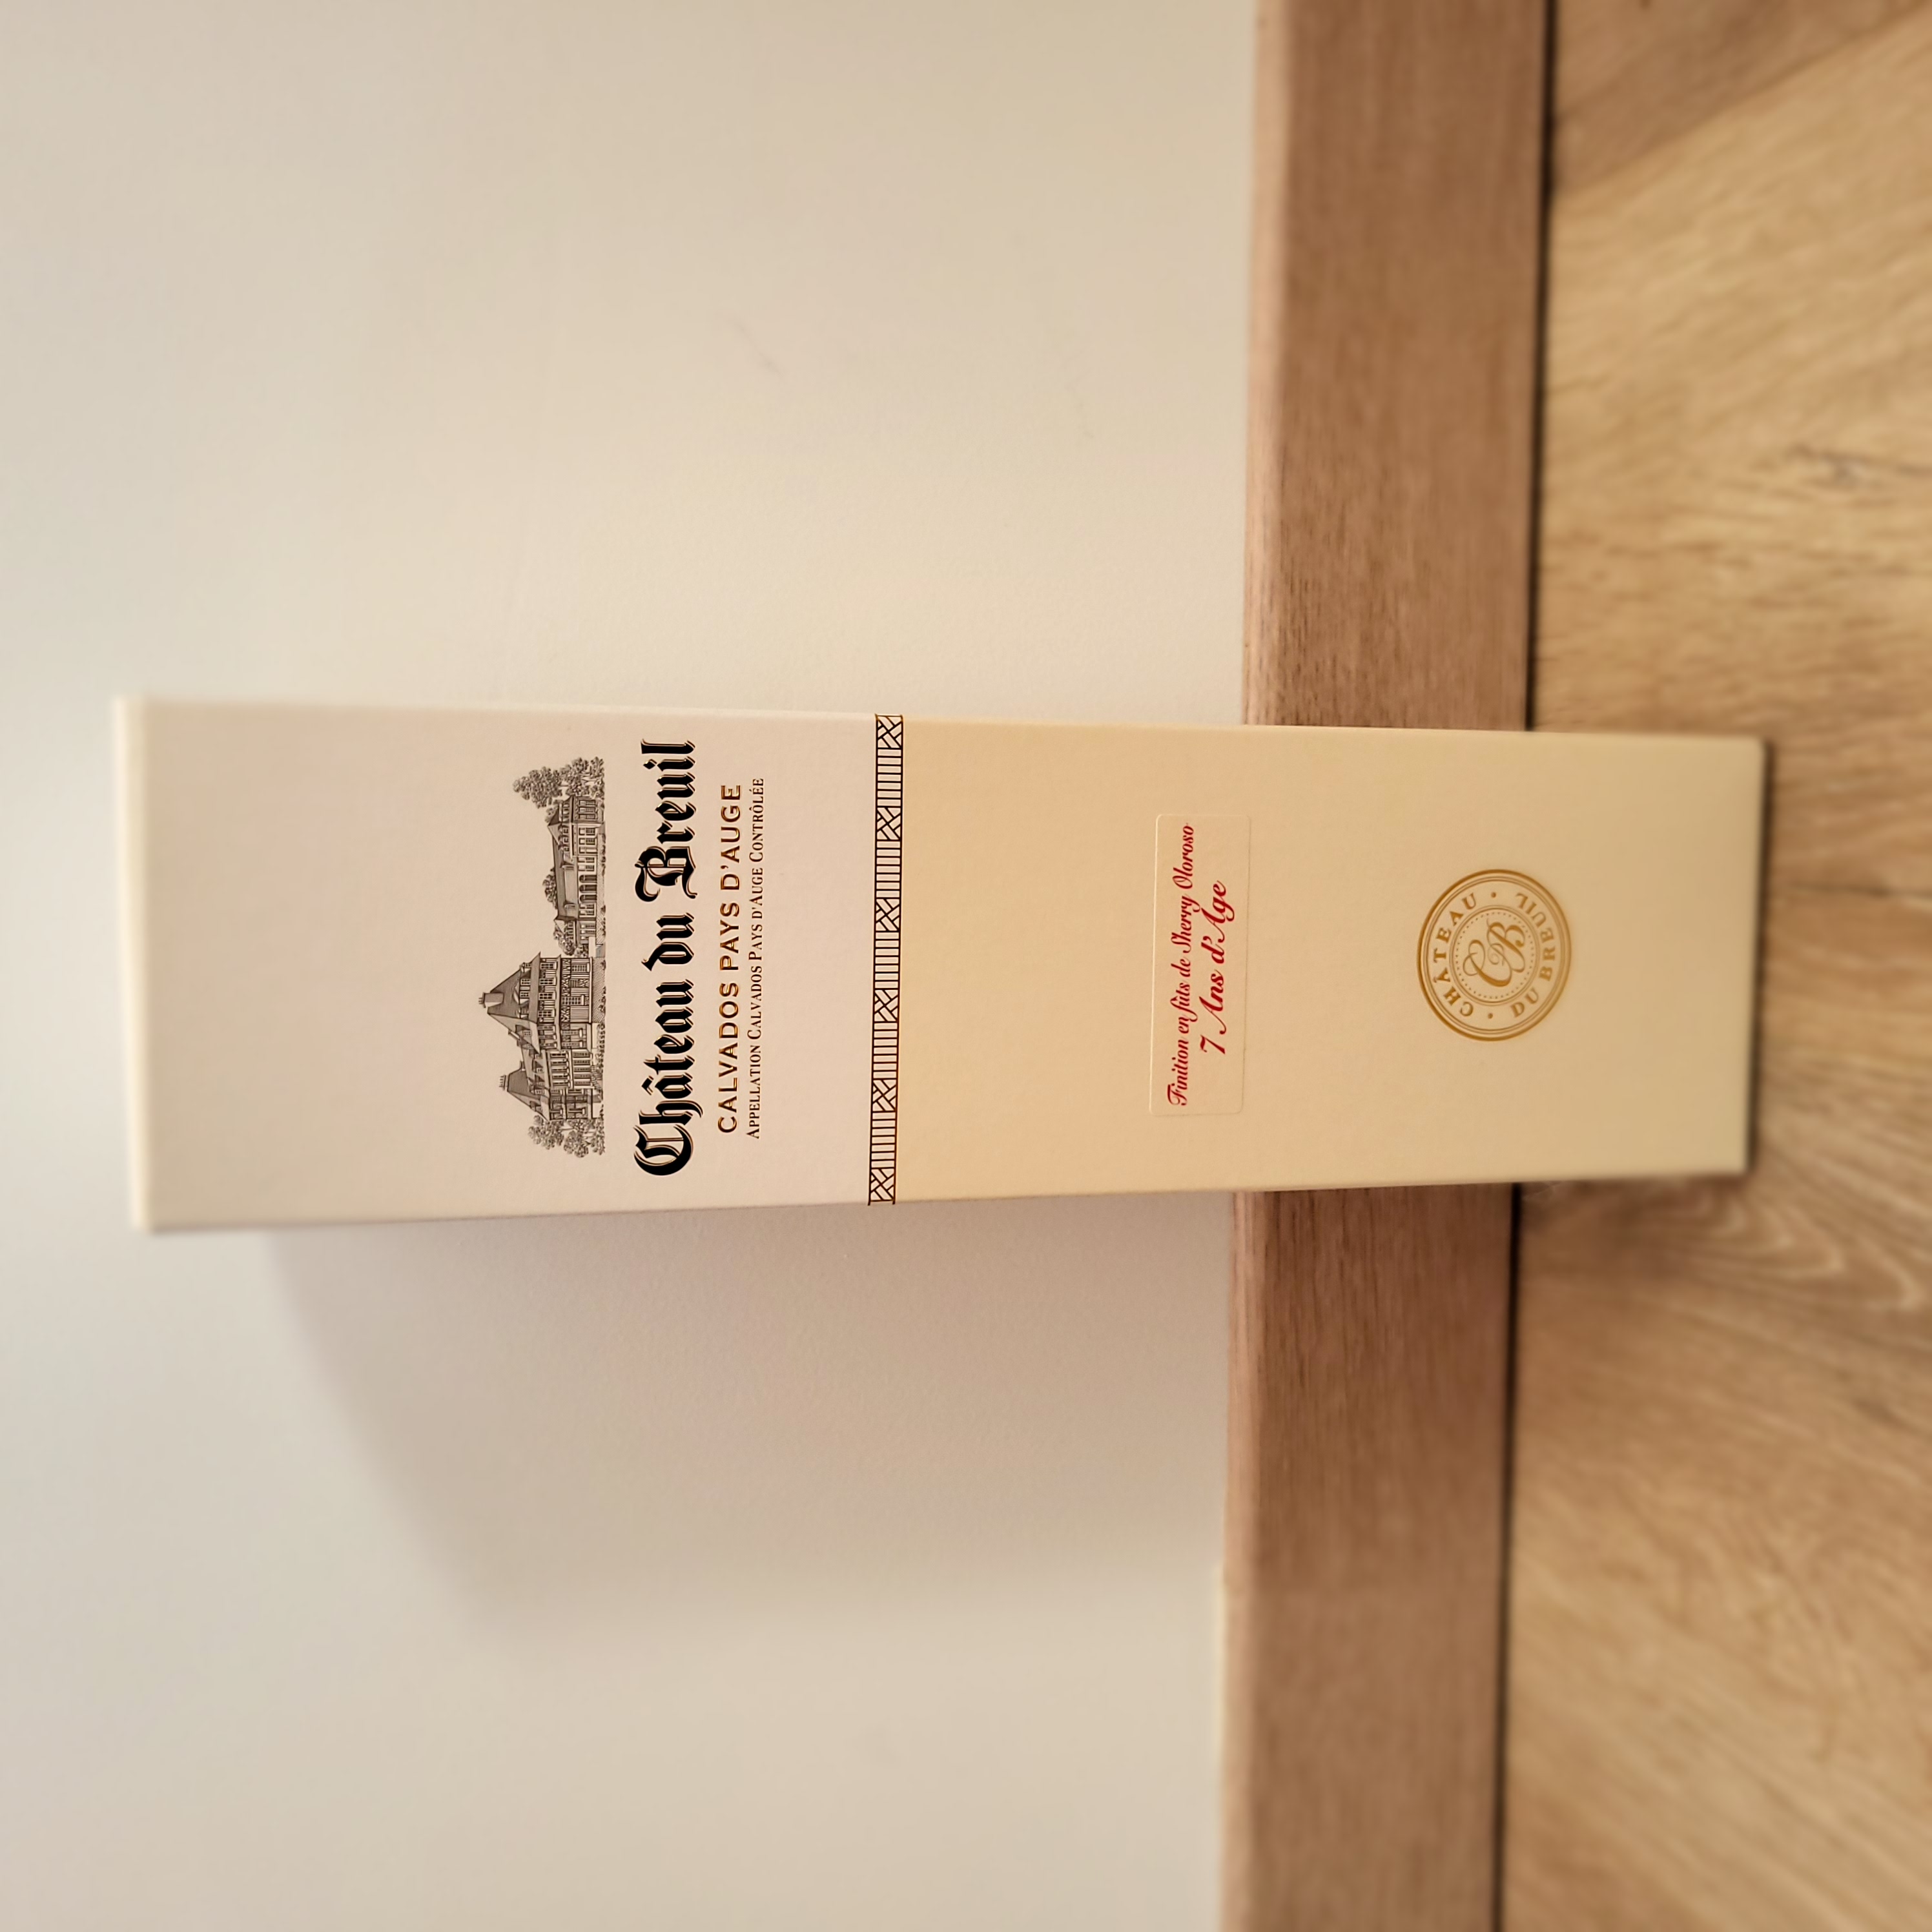 Château du Breuil
CALVADOS PAYS D'AUGE
APPELLATION CALVADOS PAYS D'AUGE CONTRÔLÉE
Finition en fûts de Sherry Oloroso
7 Ans d'Âge
CHÂTEAU
CB
DU BREUIL